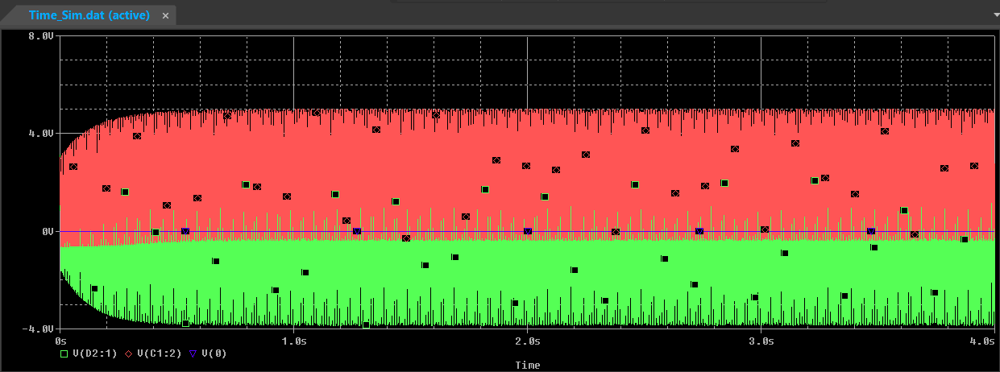 Time_Sim.dat (active) ×
8.0V
4.0V
0V
-4.0V
0s 1.0s 2.0s 3.0s 4.0s
V(D2:1) V(C1:2) V(0)
Time